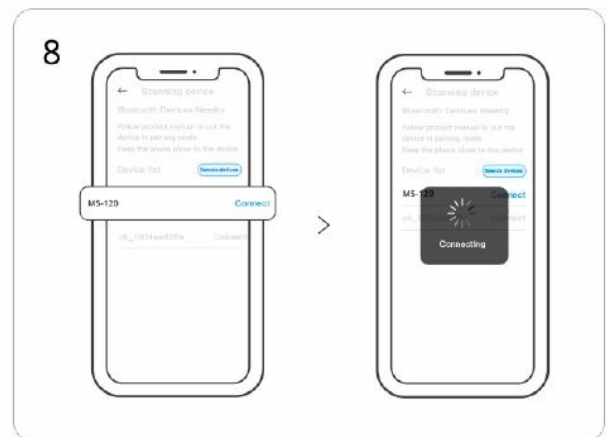 8
← Scanning device
Bluetooth Devices Nearby
Follow product manual to put the
device in pairing mode
Keep the phone close to the device
Device list Search devices
M5-120 Connect
Connect
>
← Scanning device
Bluetooth Devices Nearby
Follow product manual to put the
device in pairing mode
Keep the phone close to the device
Device list Search devices
M5-120 Connect
Connect
Connecting